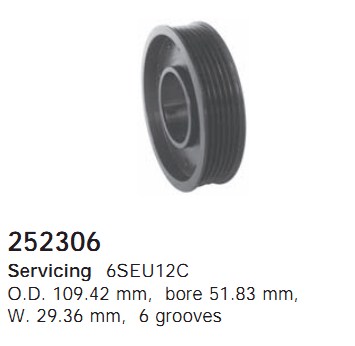 252306
Servicing 6SEU12C
O.D. 109.42 mm, bore 51.83 mm,
W. 29.36 mm, 6 grooves